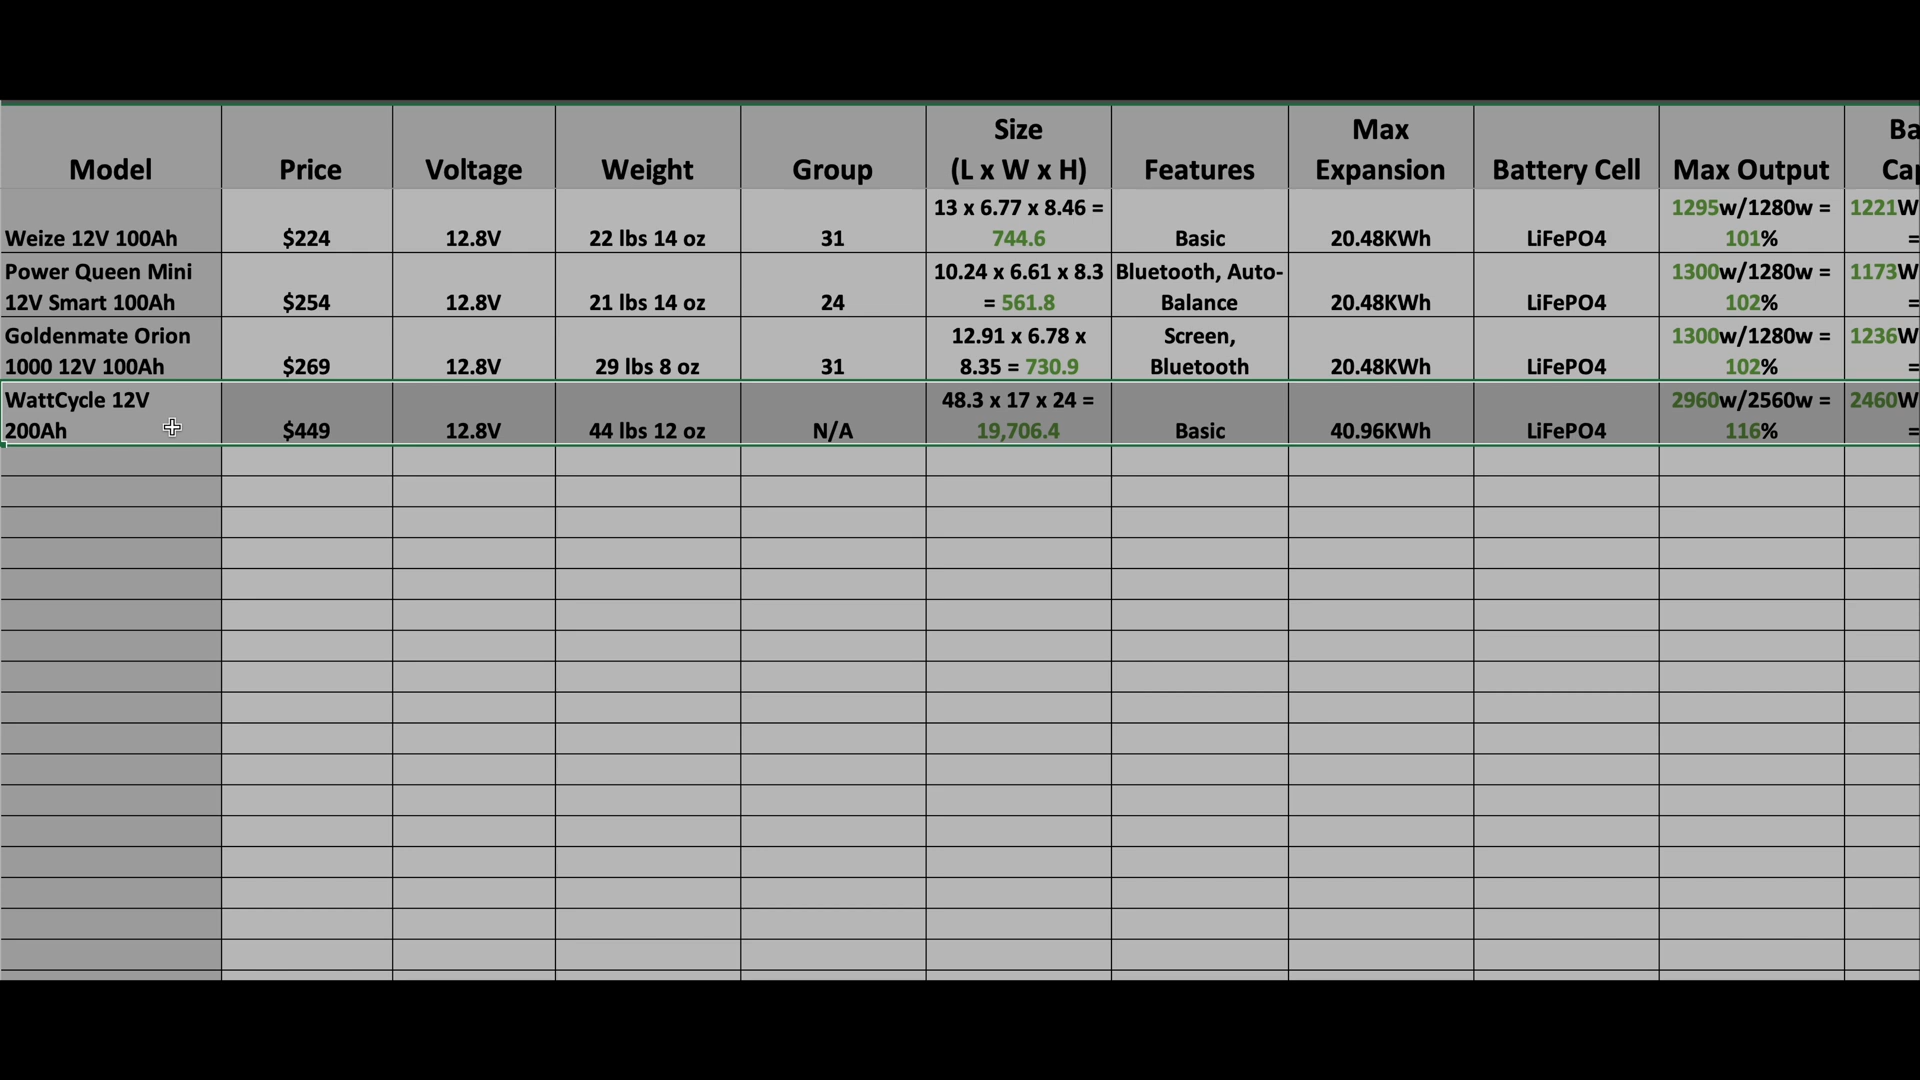 Model Price Voltage Weight Group Size (L x W x H) Features Max Expansion Battery Cell Max Output
Weize 12V 100Ah $224 12.8V 22 lbs 14 oz 31 13 x 6.77 x 8.46 = 744.6 Basic 20.48KWh LiFePO4 1295w/1280w = 101% 1221W =
Power Queen Mini 12V Smart 100Ah $254 12.8V 21 lbs 14 oz 24 10.24 x 6.61 x 8.3 = 561.8 Bluetooth, Auto-Balance 20.48KWh LiFePO4 1300w/1280w = 102% 1173W =
Goldenmate Orion 1000 12V 100Ah $269 12.8V 29 lbs 8 oz 31 12.91 x 6.78 x 8.35 = 730.9 Screen, Bluetooth 20.48KWh LiFePO4 1300w/1280w = 102% 1236W =
WattCycle 12V 200Ah $449 12.8V 44 lbs 12 oz N/A 48.3 x 17 x 24 = 19,706.4 Basic 40.96KWh LiFePO4 2960w/2560w = 116% 2460W =